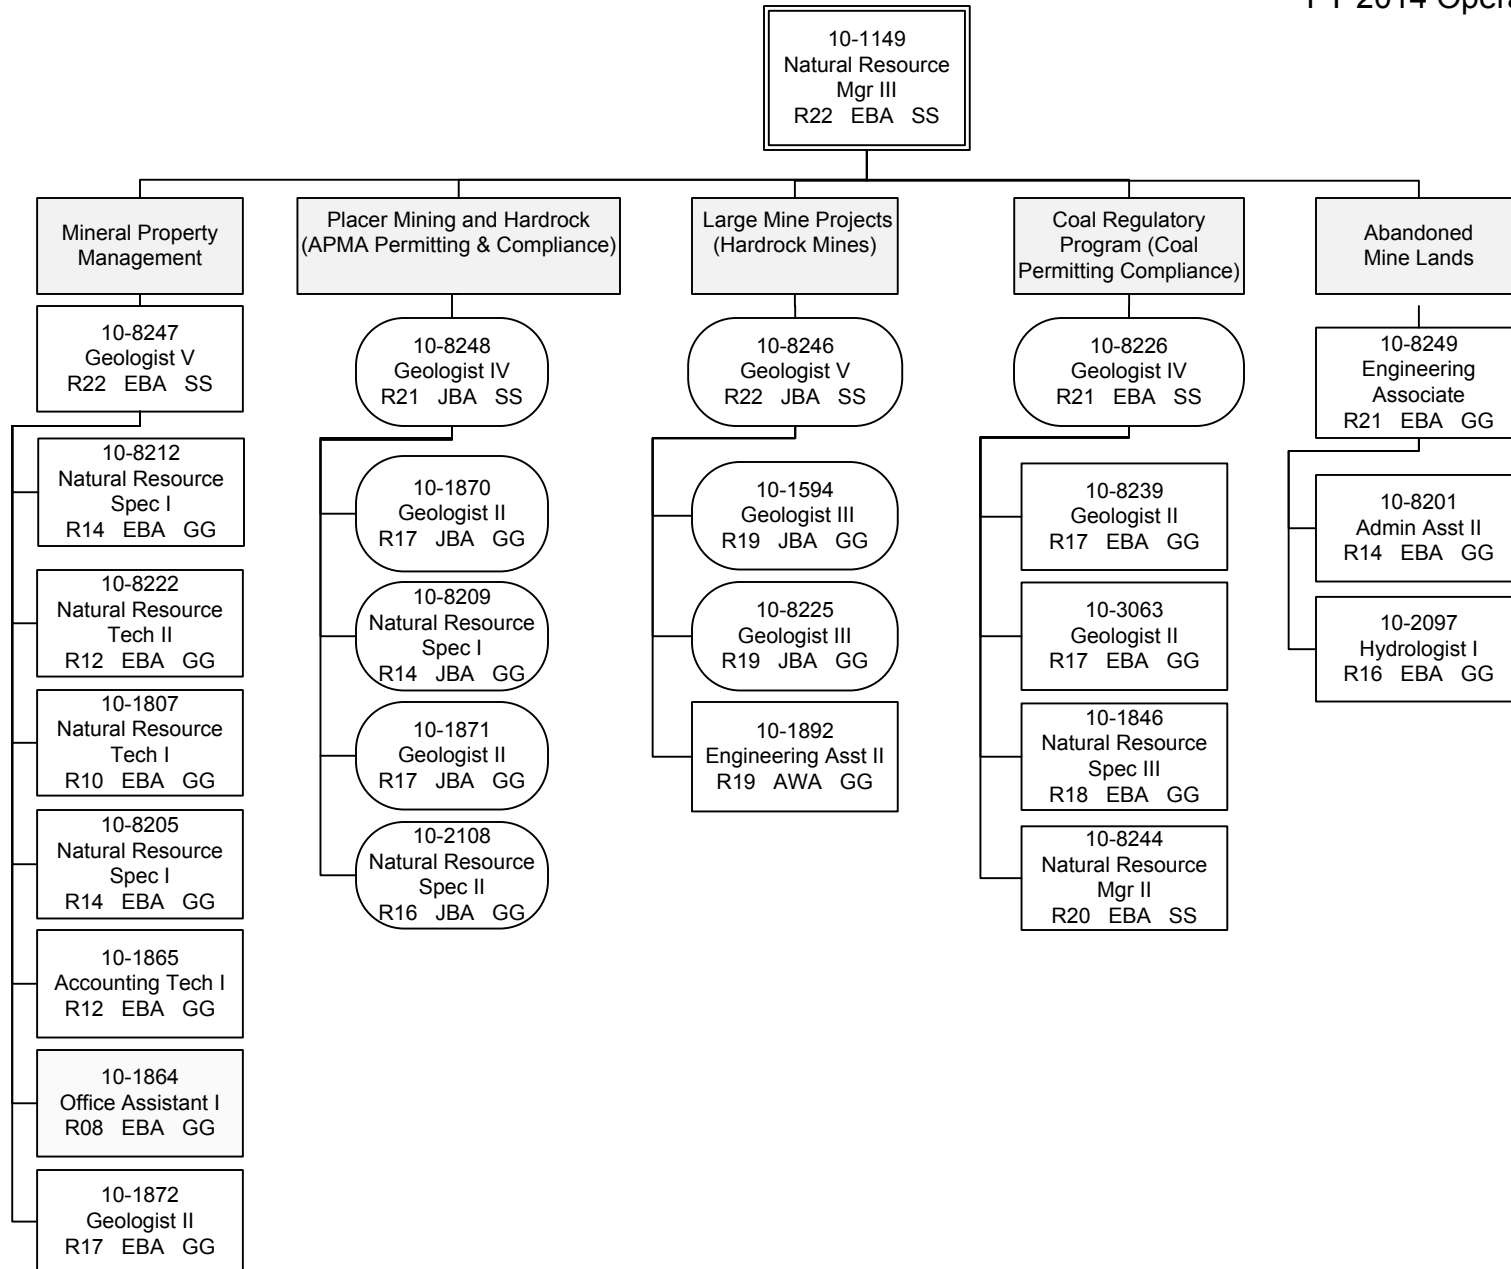 FY 2014 Opera
10-1149
Natural Resource
Mgr III
R22 EBA SS
Mineral Property
Management
10-8247
Geologist V
R22 EBA SS
10-8212
Natural Resource
Spec I
R14 EBA GG
10-8222
Natural Resource
Tech II
R12 EBA GG
10-1807
Natural Resource
Tech I
R10 EBA GG
10-8205
Natural Resource
Spec I
R14 EBA GG
10-1865
Accounting Tech I
R12 EBA GG
10-1864
Office Assistant I
R08 EBA GG
10-1872
Geologist II
R17 EBA GG
Placer Mining and Hardrock
(APMA Permitting & Compliance)
10-8248
Geologist IV
R21 JBA SS
10-1870
Geologist II
R17 JBA GG
10-8209
Natural Resource
Spec I
R14 JBA GG
10-1871
Geologist II
R17 JBA GG
10-2108
Natural Resource
Spec II
R16 JBA GG
Large Mine Projects
(Hardrock Mines)
10-8246
Geologist V
R22 JBA SS
10-1594
Geologist III
R19 JBA GG
10-8225
Geologist III
R19 JBA GG
10-1892
Engineering Asst II
R19 AWA GG
Coal Regulatory
Program (Coal
Permitting Compliance)
10-8226
Geologist IV
R21 EBA SS
10-8239
Geologist II
R17 EBA GG
10-3063
Geologist II
R17 EBA GG
10-1846
Natural Resource
Spec III
R18 EBA GG
10-8244
Natural Resource
Mgr II
R20 EBA SS
Abandoned
Mine Lands
10-8249
Engineering
Associate
R21 EBA GG
10-8201
Admin Asst II
R14 EBA GG
10-2097
Hydrologist I
R16 EBA GG